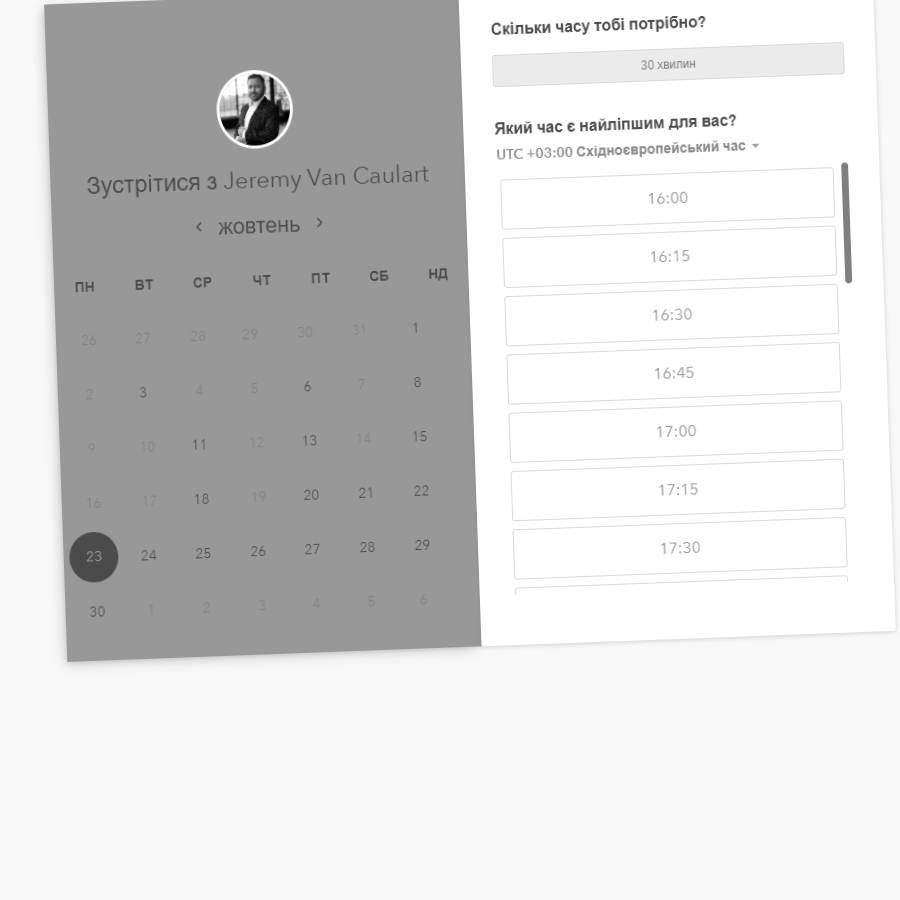 Зустрітися з Jeremy Van Caulart
жовтень
ПН ВТ СР ЧТ ПТ СБ НД
26 27 28 29 30 31 1
2 3 4 5 6 7 8
9 10 11 12 13 14 15
16 17 18 19 20 21 22
23 24 25 26 27 28 29
30 1 2 3 4 5 6
Скільки часу тобі потрібно?
30 хвилин
Який час є найліпшим для вас?
UTC +03:00 Східноєвропейський час
16:00
16:15
16:30
16:45
17:00
17:15
17:30